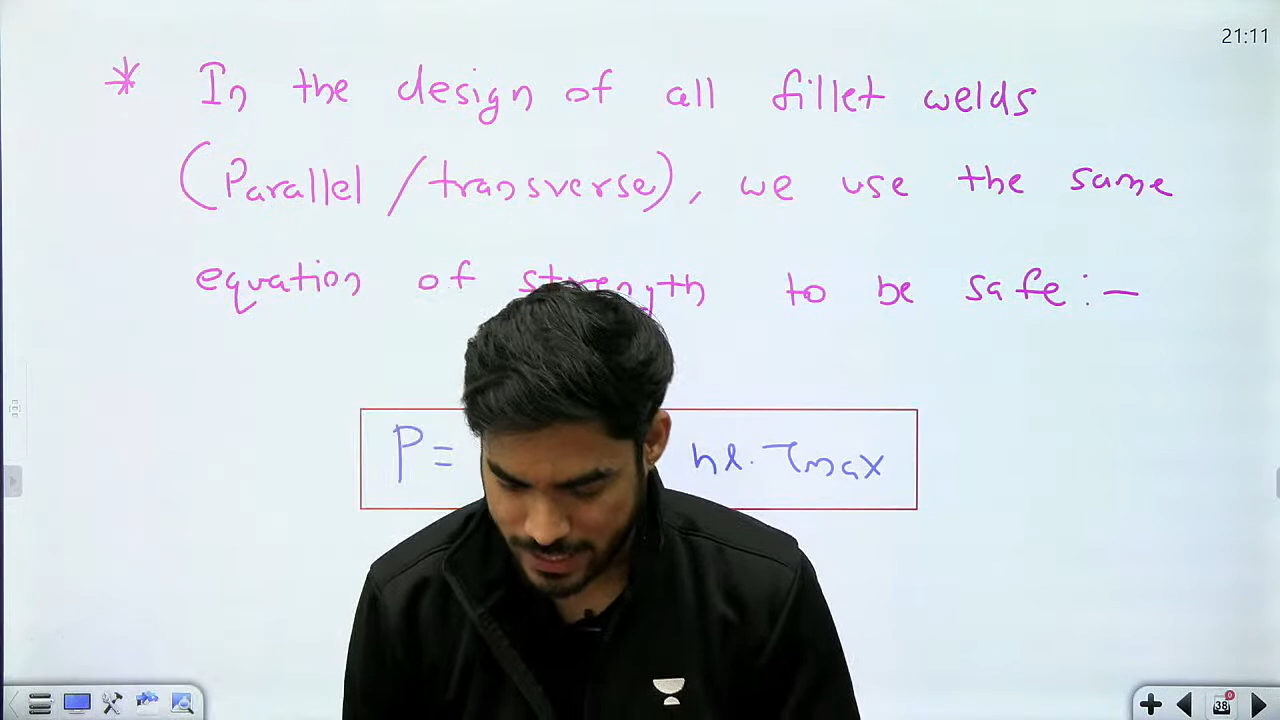 21:11
* In the design of all fillet welds
(Parallel / transverse), we use the same
equation of strength to be safe:-
P= hl. τmax
38